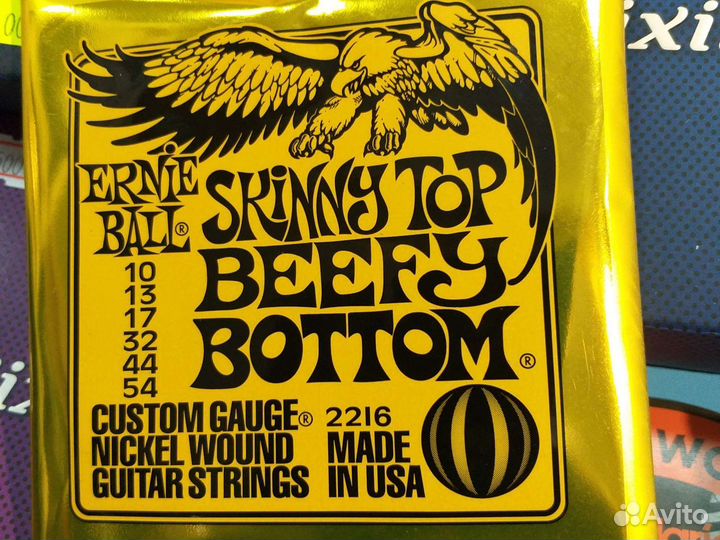 ERNIE
BALL®
SKINNY TOP
BEEFY
BOTTOM®
10
13
17
32
44
54
CUSTOM GAUGE® 2216
NICKEL WOUND MADE
GUITAR STRINGS IN USA
ixi
Avito